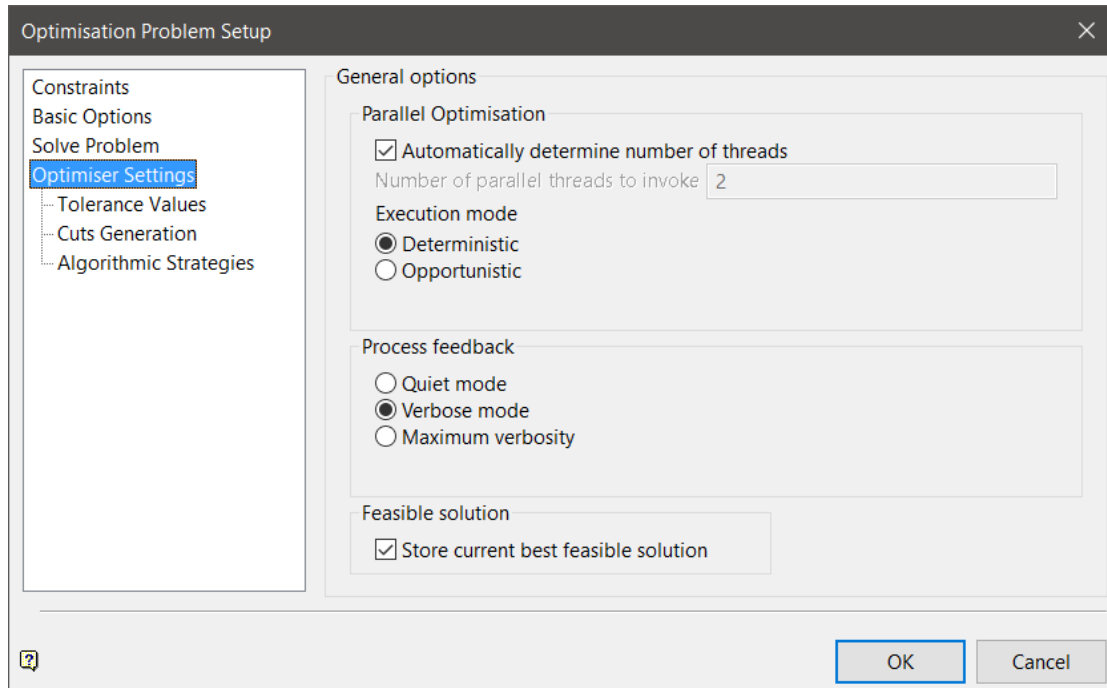 Optimisation Problem Setup
Constraints
Basic Options
Solve Problem
Optimiser Settings
Tolerance Values
Cuts Generation
Algorithmic Strategies
General options
Parallel Optimisation
Automatically determine number of threads
Number of parallel threads to invoke 2
Execution mode
Deterministic
Opportunistic
Process feedback
Quiet mode
Verbose mode
Maximum verbosity
Feasible solution
Store current best feasible solution
?
OK Cancel